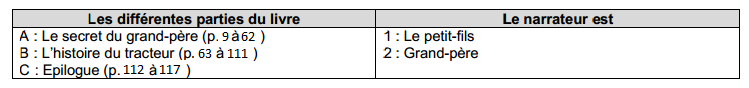 Les différentes parties du livre
Le narrateur est
A : Le secret du grand-père (p. 9 à 62 )
B : L'histoire du tracteur (p. 63 à 111 )
C : Epilogue (p. 112 à 117 )
1 : Le petit-fils
2 : Grand-père